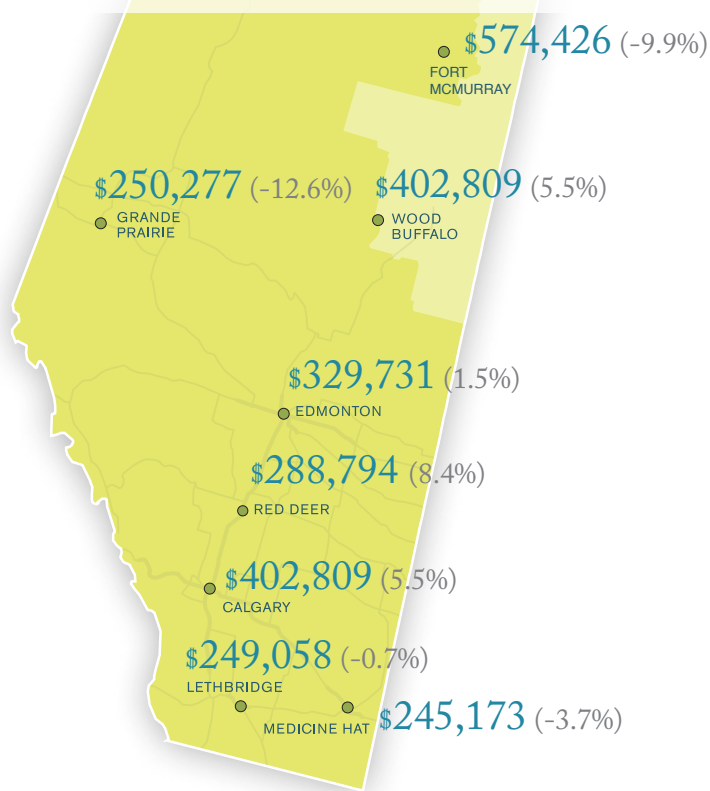 $574,426 (-9.9%)
FORT
MCMURRAY
$250,277 (-12.6%)
GRANDE
PRAIRIE
$402,809 (5.5%)
WOOD
BUFFALO
$329,731 (1.5%)
EDMONTON
$288,794 (8.4%)
RED DEER
$402,809 (5.5%)
CALGARY
$249,058 (-0.7%)
LETHBRIDGE
MEDICINE HAT
$245,173 (-3.7%)